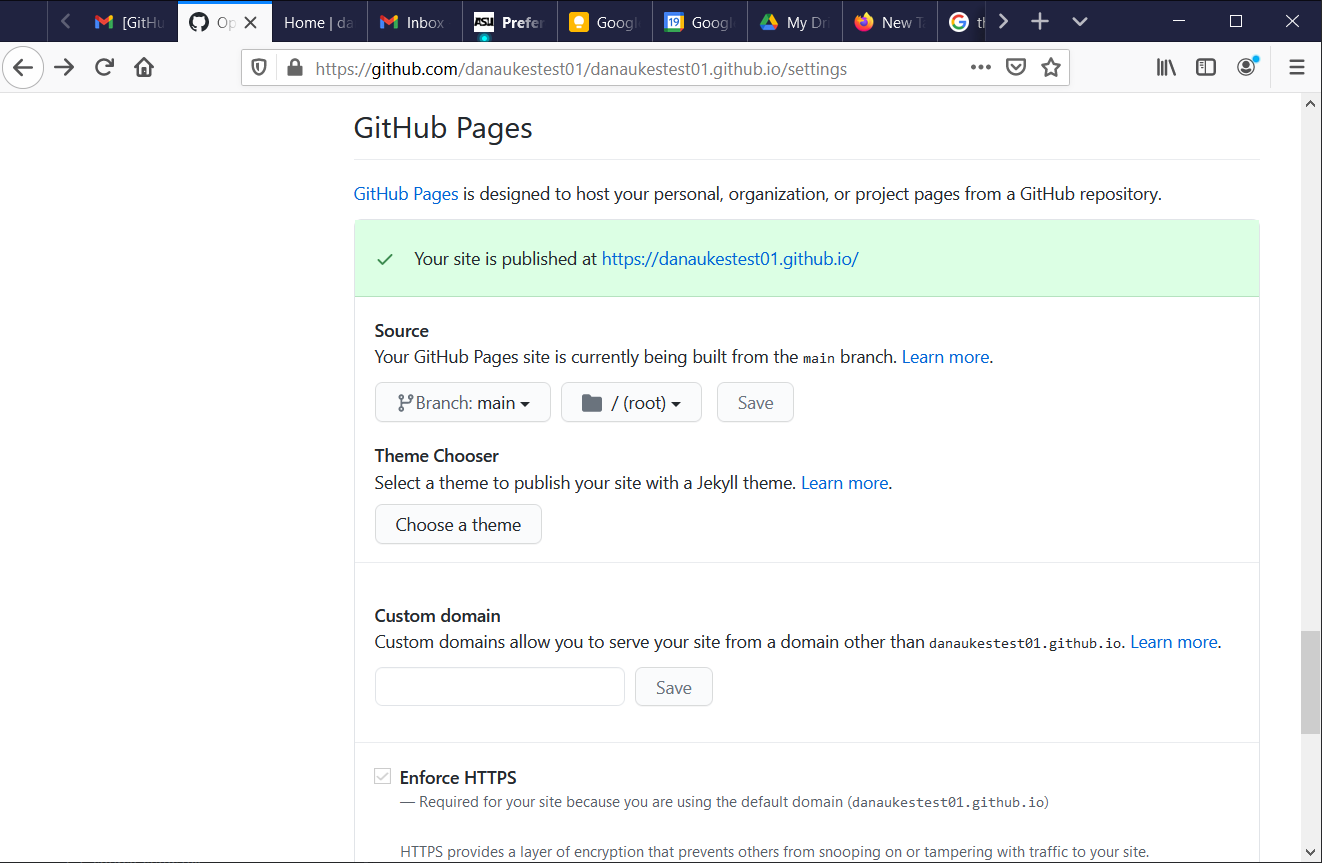 [GitHu
Op
Home | da
Inbox
ASU Prefer
Googl
19 Googl
My Dr
New T
G th
https://github.com/danaukestest01/danaukestest01.github.io/settings
GitHub Pages
GitHub Pages is designed to host your personal, organization, or project pages from a GitHub repository.
Your site is published at https://danaukestest01.github.io/
Source
Your GitHub Pages site is currently being built from the main branch. Learn more.
Branch: main
/ (root)
Save
Theme Chooser
Select a theme to publish your site with a Jekyll theme. Learn more.
Choose a theme
Custom domain
Custom domains allow you to serve your site from a domain other than danaukestest01.github.io. Learn more.
Save
Enforce HTTPS
— Required for your site because you are using the default domain (danaukestest01.github.io)
HTTPS provides a layer of encryption that prevents others from snooping on or tampering with traffic to your site.